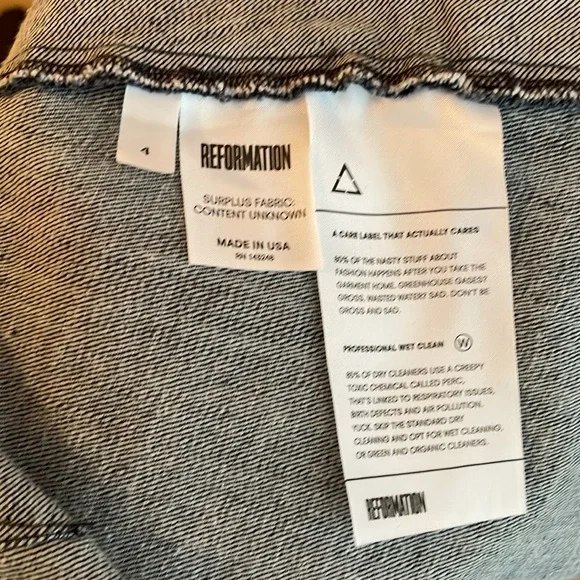 4
REFORMATION
SURPLUS FABRIC:
CONTENT UNKNOWN
MADE IN USA
RN 145246
A CARE LABEL THAT ACTUALLY CARES
80% OF THE NASTY STUFF ABOUT
FASHION HAPPENS AFTER YOU TAKE THE
GARMENT HOME. GREENHOUSE GASES?
GROSS. WASTED WATER? SAD. DON'T BE
GROSS AND SAD.
PROFESSIONAL WET CLEAN W
85% OF DRY CLEANERS USE A CREEPY
TOXIC CHEMICAL CALLED PERC,
THAT'S LINKED TO RESPIRATORY ISSUES,
BIRTH DEFECTS AND AIR POLLUTION.
YUCK. SKIP THE STANDARD DRY
CLEANING AND OPT FOR WET CLEANING,
OR GREEN AND ORGANIC CLEANERS.
REFORMATION